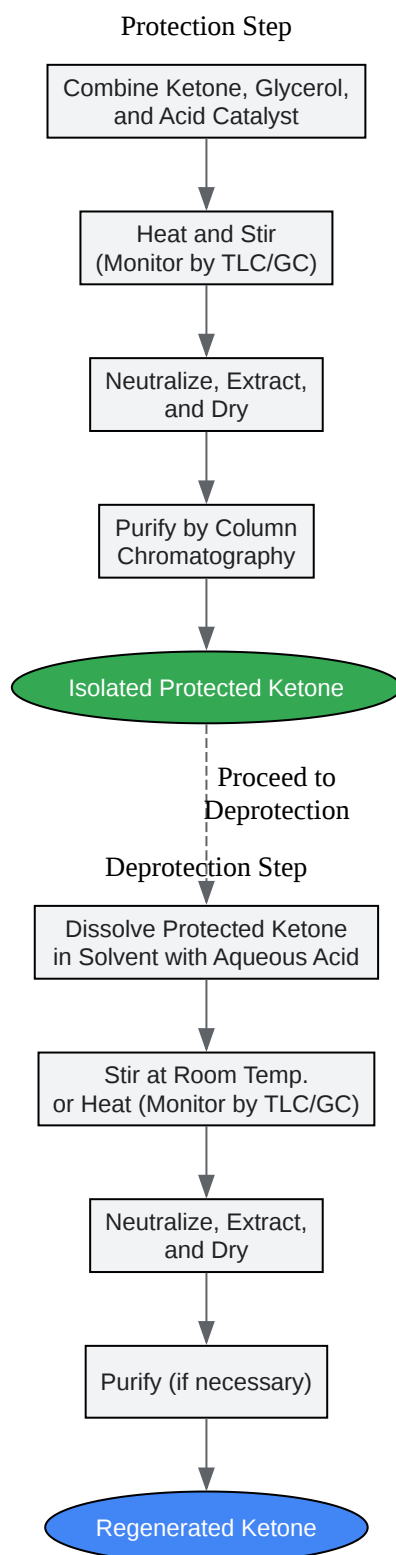 Protection Step
Combine Ketone, Glycerol,
and Acid Catalyst
Heat and Stir
(Monitor by TLC/GC)
Neutralize, Extract,
and Dry
Purify by Column
Chromatography
Isolated Protected Ketone
Proceed to
Deprotection
Deprotection Step
Dissolve Protected Ketone
in Solvent with Aqueous Acid
Stir at Room Temp.
or Heat (Monitor by TLC/GC)
Neutralize, Extract,
and Dry
Purify (if necessary)
Regenerated Ketone